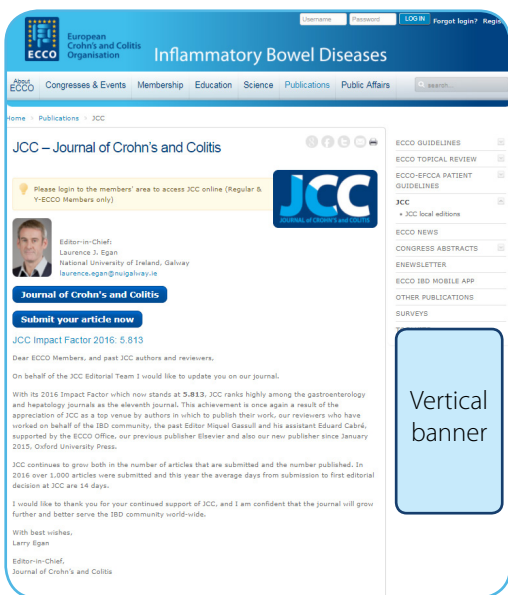 Username
Password
LOG IN
Forgot login?
Regis
European
Crohn's and Colitis
Organisation
ECCO
Inflammatory Bowel Diseases
About
ECCO
Congresses & Events
Membership
Education
Science
Publications
Public Affairs
search...
Home
Publications
JCC
JCC – Journal of Crohn's and Colitis
Please login to the members' area to access JCC online (Regular &
Y-ECCO Members only)
JCC
JOURNAL of CROHN'S and COLITIS
Editor-in-Chief:
Laurence J. Egan
National University of Ireland, Galway
laurence.egan@nuigalway.ie
Journal of Crohn's and Colitis
Submit your article now
JCC Impact Factor 2016: 5.813
Dear ECCO Members, and past JCC authors and reviewers,
On behalf of the JCC Editorial Team I would like to update you on our journal.
With its 2016 Impact Factor which now stands at 5.813, JCC ranks highly among the gastroenterology
and hepatology journals as the eleventh journal. This achievement is once again a result of the
appreciation of JCC as a top venue by authors in which to publish their work, our reviewers who have
worked on behalf of the IBD community, the past Editor Miquel Gassull and his assistant Eduard Cabré,
supported by the ECCO Office, our previous publisher Elsevier and also our new publisher since January
2015, Oxford University Press.
JCC continues to grow both in the number of articles that are submitted and the number published. In
2016 over 1,000 articles were submitted and this year the average days from submission to first editorial
decision at JCC are 14 days.
I would like to thank you for your continued support of JCC, and I am confident that the journal will grow
further and better serve the IBD community world-wide.
With best wishes,
Larry Egan
Editor-in-Chief,
Journal of Crohn's and Colitis
ECCO GUIDELINES
ECCO TOPICAL REVIEW
ECCO-EFCCA PATIENT
GUIDELINES
JCC
• JCC local editions
ECCO NEWS
CONGRESS ABSTRACTS
ENEWSLETTER
ECCO IBD MOBILE APP
OTHER PUBLICATIONS
SURVEYS
Vertical
banner